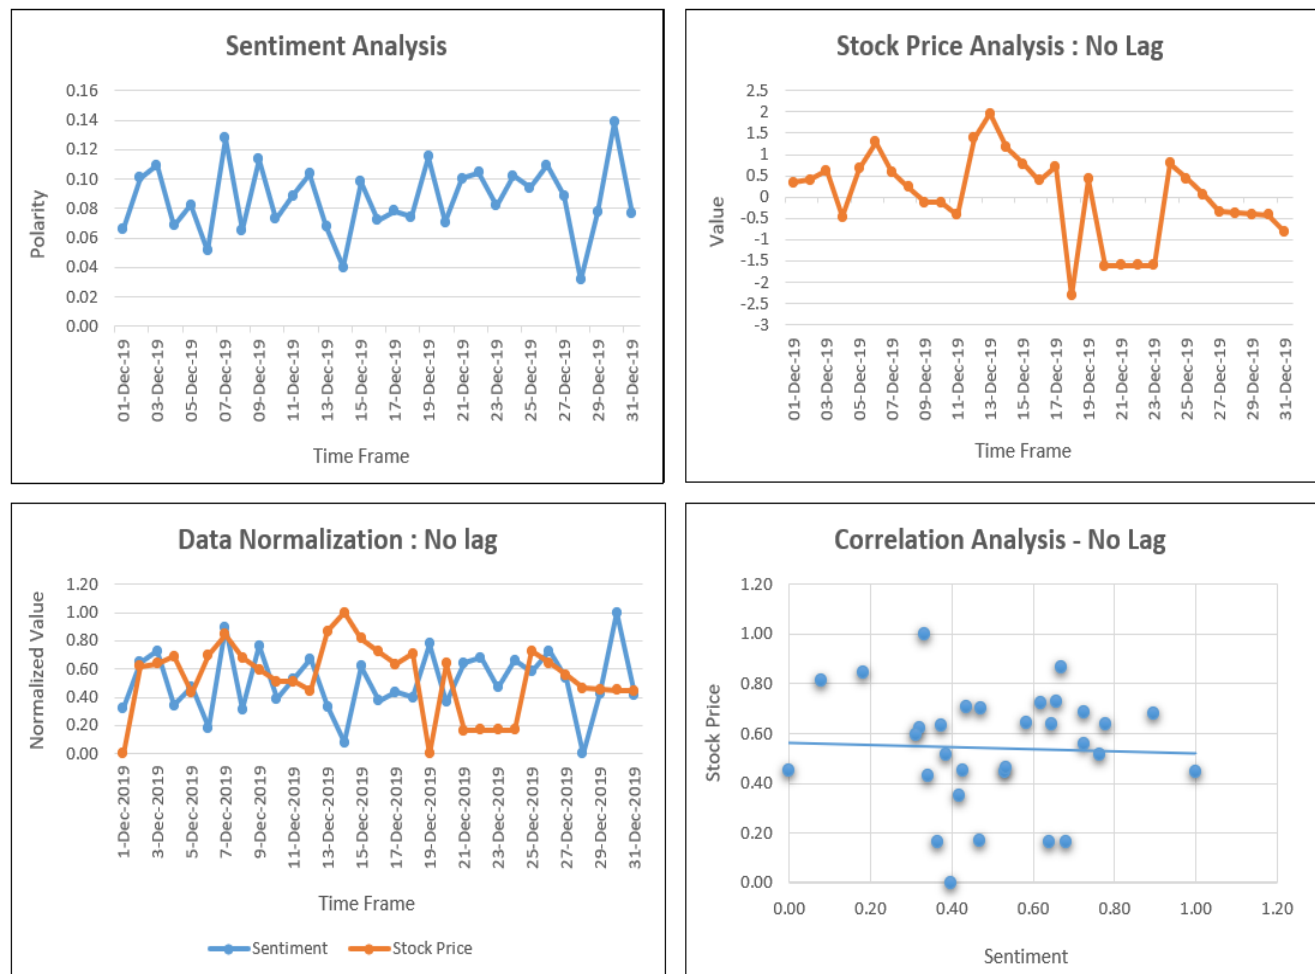 Sentiment Analysis
0.16
0.14
0.12
0.10
0.08
0.06
0.04
0.02
0.00
Polarity
01-Dec-19
03-Dec-19
05-Dec-19
07-Dec-19
09-Dec-19
11-Dec-19
13-Dec-19
15-Dec-19
17-Dec-19
19-Dec-19
21-Dec-19
23-Dec-19
25-Dec-19
27-Dec-19
29-Dec-19
31-Dec-19
Time Frame
Stock Price Analysis : No Lag
2.5
2
1.5
1
0.5
0
-0.5
-1
-1.5
-2
-2.5
-3
Value
01-Dec-19
03-Dec-19
05-Dec-19
07-Dec-19
09-Dec-19
11-Dec-19
13-Dec-19
15-Dec-19
17-Dec-19
19-Dec-19
21-Dec-19
23-Dec-19
25-Dec-19
27-Dec-19
29-Dec-19
31-Dec-19
Time Frame
Data Normalization : No lag
1.20
1.00
0.80
0.60
0.40
0.20
0.00
Normalized Value
1-Dec-2019
3-Dec-2019
5-Dec-2019
7-Dec-2019
9-Dec-2019
11-Dec-2019
13-Dec-2019
15-Dec-2019
17-Dec-2019
19-Dec-2019
21-Dec-2019
23-Dec-2019
25-Dec-2019
27-Dec-2019
29-Dec-2019
31-Dec-2019
Time Frame
Sentiment
Stock Price
Correlation Analysis - No Lag
1.20
1.00
0.80
0.60
0.40
0.20
0.00
Stock Price
0.00
0.20
0.40
0.60
0.80
1.00
1.20
Sentiment